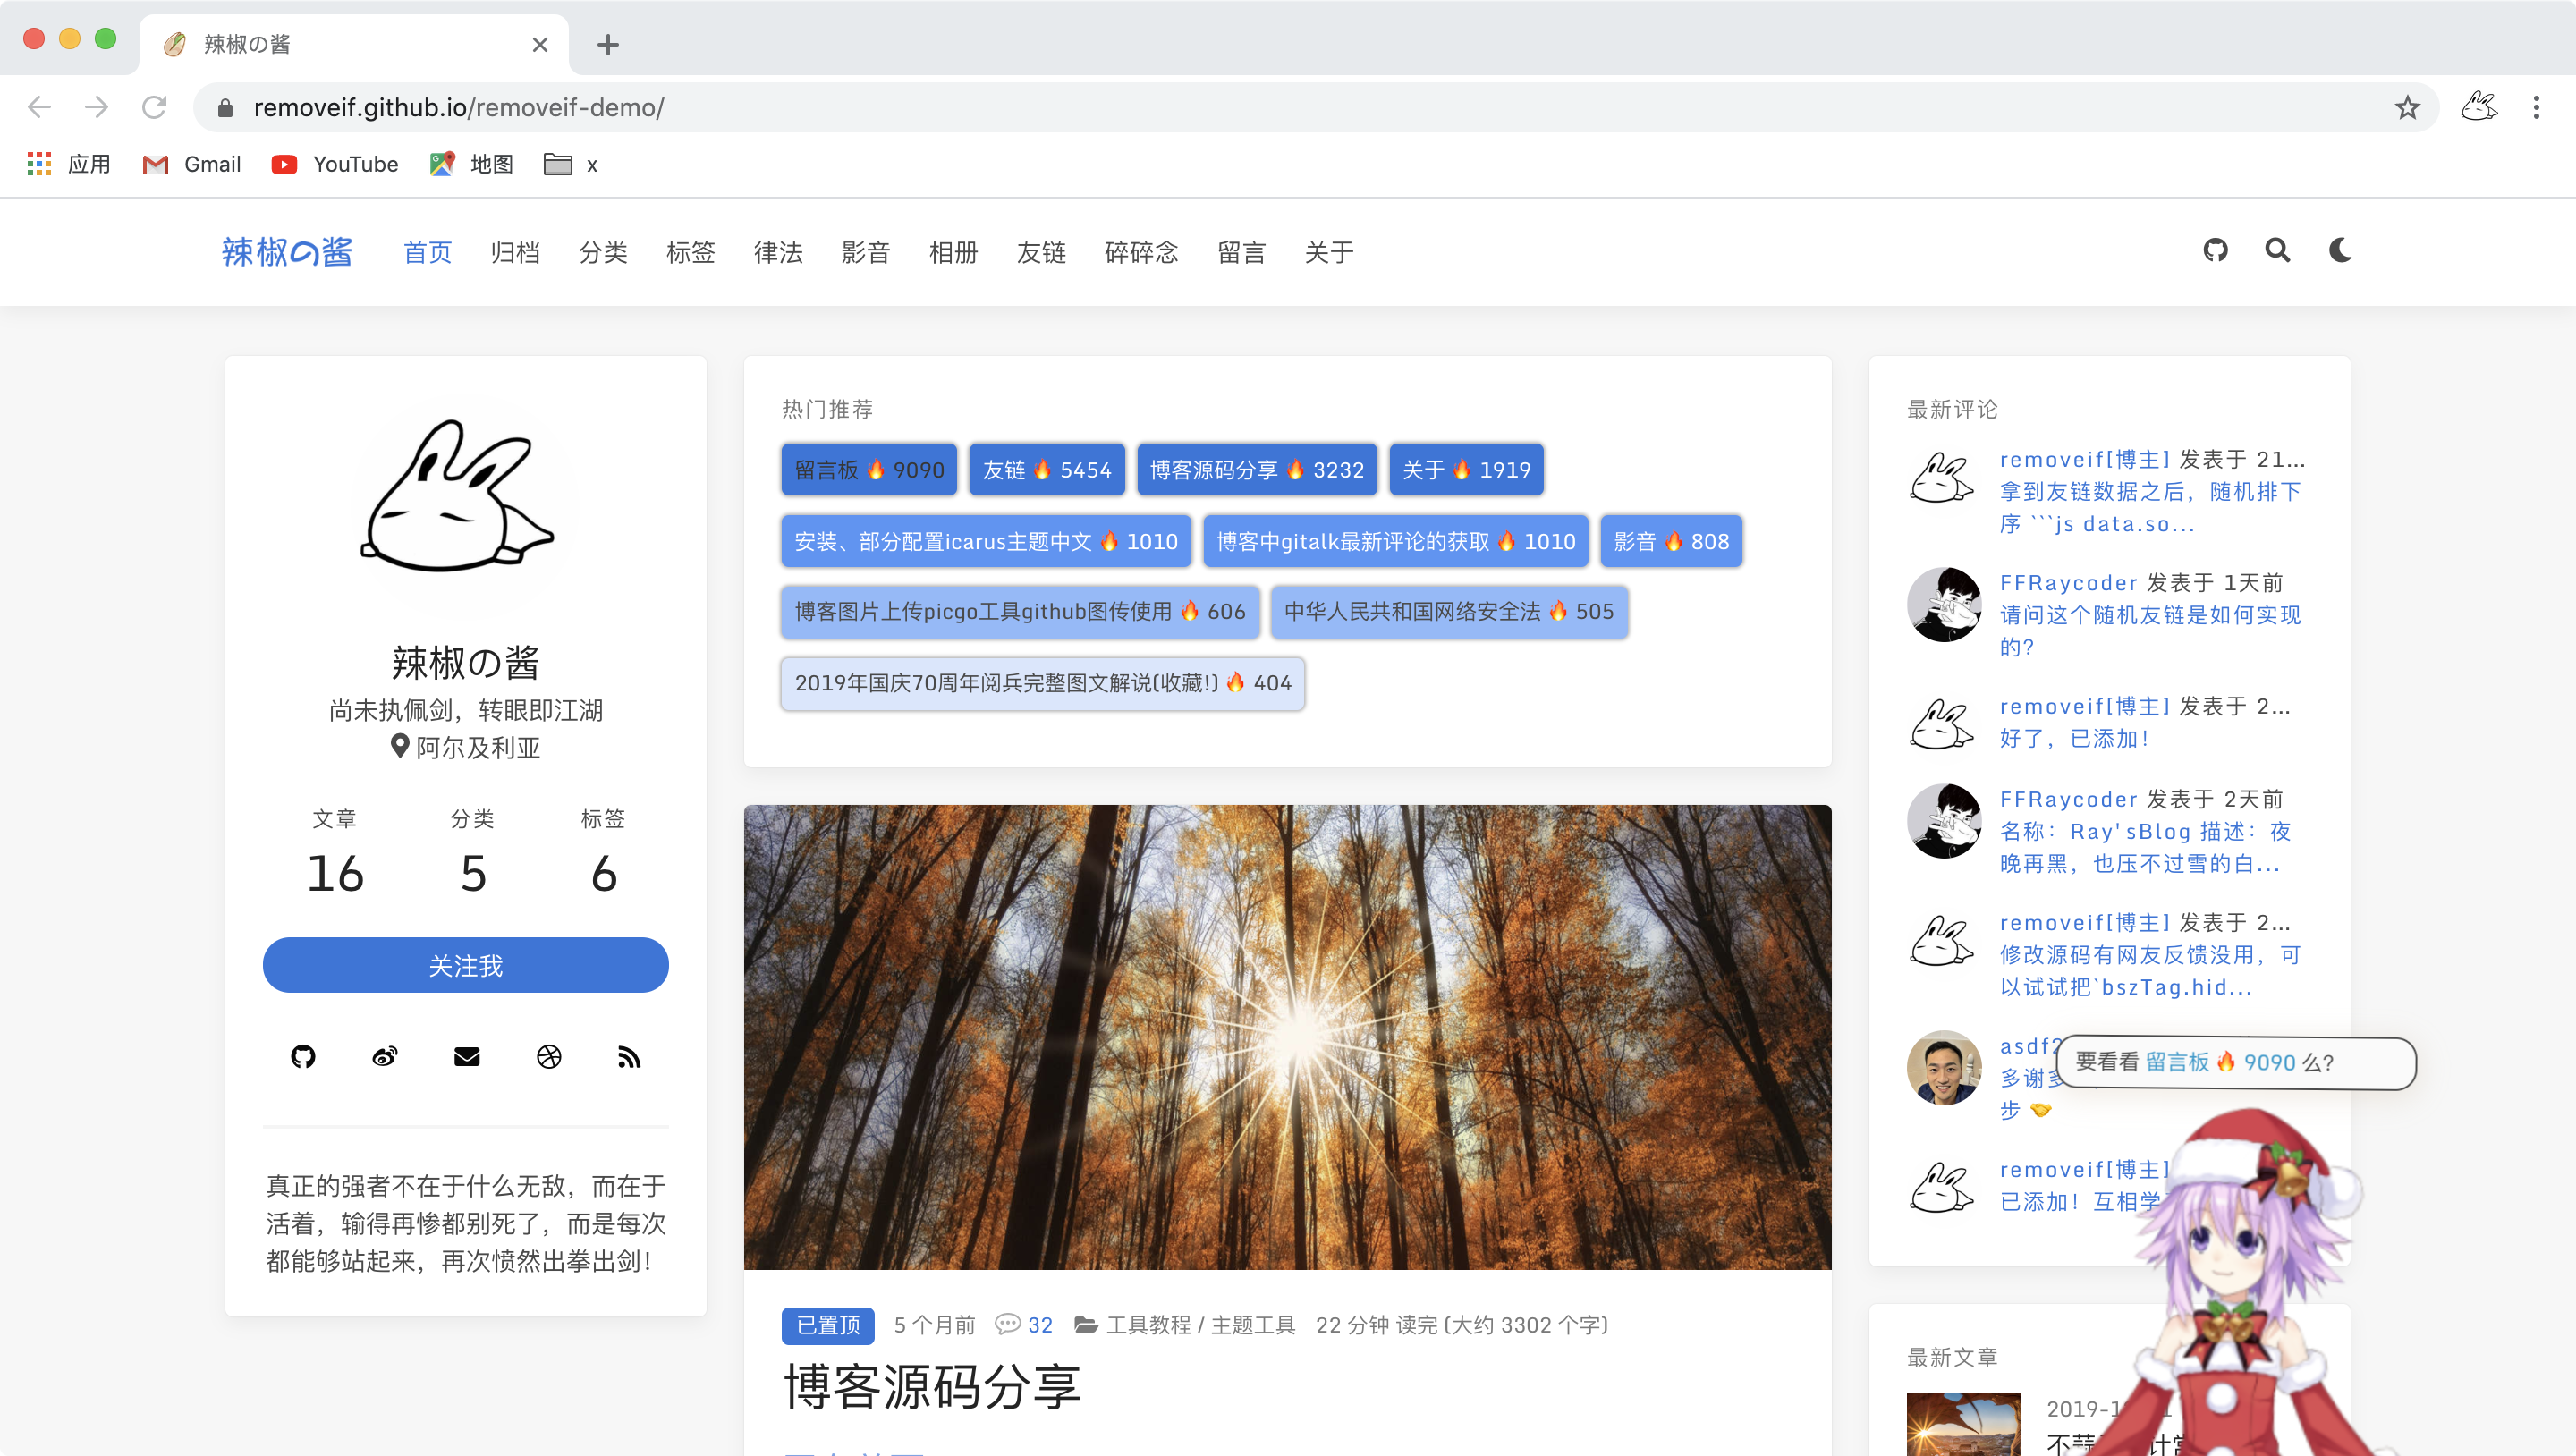 辣椒の酱
removeif.github.io/removeif-demo/
应用 Gmail YouTube 地图 x
辣椒の酱 首页 归档 分类 标签 律法 影音 相册 友链 碎碎念 留言 关于
辣椒の酱
尚未执佩剑，转眼即江湖
阿尔及利亚
文章 分类 标签
16 5 6
关注我
真正的强者不在于什么无敌，而在于
活着，输得再惨都别死了，而是每次
都能够站起来，再次愤然出拳出剑！
热门推荐
留言板 🔥 9090 友链 🔥 5454 博客源码分享 🔥 3232 关于 🔥 1919
安装、部分配置icarus主题中文 🔥 1010 博客中gitalk最新评论的获取 🔥 1010 影音 🔥 808
博客图片上传picgo工具github图传使用 🔥 606 中华人民共和国网络安全法 🔥 505
2019年国庆70周年阅兵完整图文解说(收藏!) 🔥 404
已置顶 5 个月前 32 工具教程 / 主题工具 22 分钟 读完 (大约 3302 个字)
博客源码分享
最新评论
removeif[博主] 发表于 21...
拿到友链数据之后，随机排下
序 ```js data.so...
FFRaycoder 发表于 1天前
请问这个随机友链是如何实现
的？
removeif[博主] 发表于 2...
好了，已添加！
FFRaycoder 发表于 2天前
名称：Ray'sBlog 描述：夜
晚再黑，也压不过雪的白...
removeif[博主] 发表于 2...
修改源码有网友反馈没用，可
以试试把`bszTag.hid...
要看看 留言板 🔥 9090 么？
多谢
步 🤝
removeif[博主]
已添加！互相学
最新文章